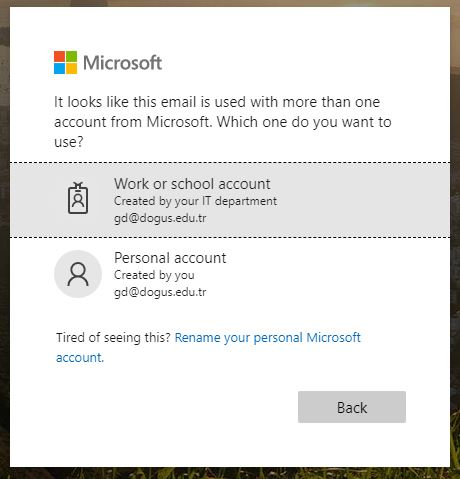 Microsoft
It looks like this email is used with more than one
account from Microsoft. Which one do you want to
use?
Work or school account
Created by your IT department
gd@dogus.edu.tr
Personal account
Created by you
gd@dogus.edu.tr
Tired of seeing this? Rename your personal Microsoft
account.
Back